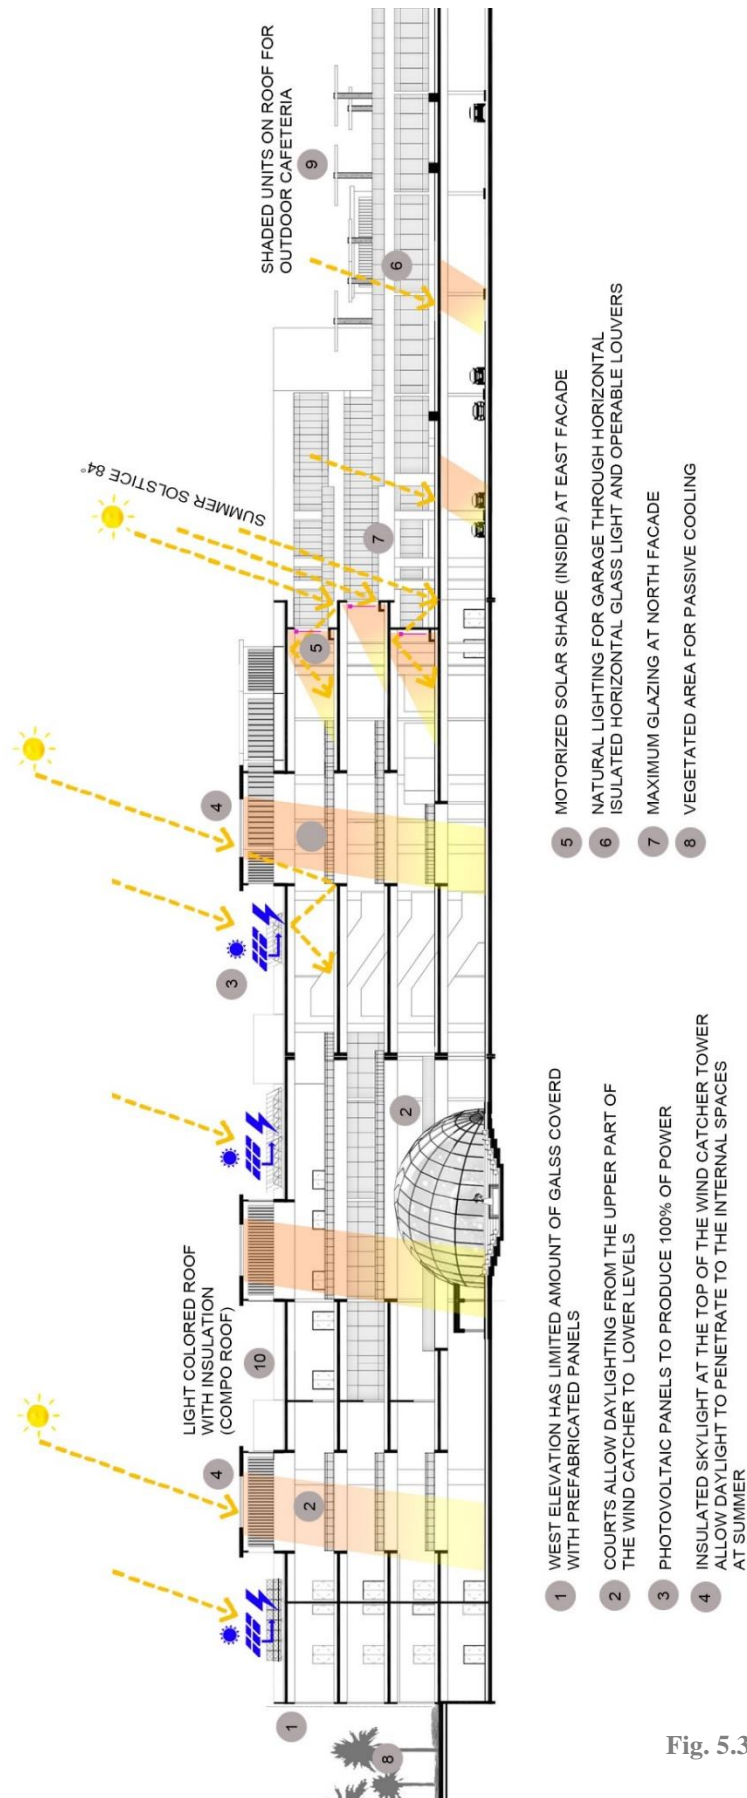 SHADED UNITS ON ROOF FOR
OUTDOOR CAFETERIA
9
6
SUMMER SOLSTICE 84°
7
5
4
3
2
LIGHT COLORED ROOF
WITH INSULATION
(COMPO ROOF)
10
4
2
1
8
1 WEST ELEVATION HAS LIMITED AMOUNT OF GALSS COVERD
WITH PREFABRICATED PANELS
2 COURTS ALLOW DAYLIGHTING FROM THE UPPER PART OF
THE WIND CATCHER TO LOWER LEVELS
3 PHOTOVOLTAIC PANELS TO PRODUCE 100% OF POWER
4 INSULATED SKYLIGHT AT THE TOP OF THE WIND CATCHER TOWER
ALLOW DAYLIGHT TO PENETRATE TO THE INTERNAL SPACES
AT SUMMER
5 MOTORIZED SOLAR SHADE (INSIDE) AT EAST FACADE
6 NATURAL LIGHTING FOR GARAGE THROUGH HORIZONTAL
ISULATED HORIZONTAL GLASS LIGHT AND OPERABLE LOUVERS
7 MAXIMUM GLAZING AT NORTH FACADE
8 VEGETATED AREA FOR PASSIVE COOLING
Fig. 5.3